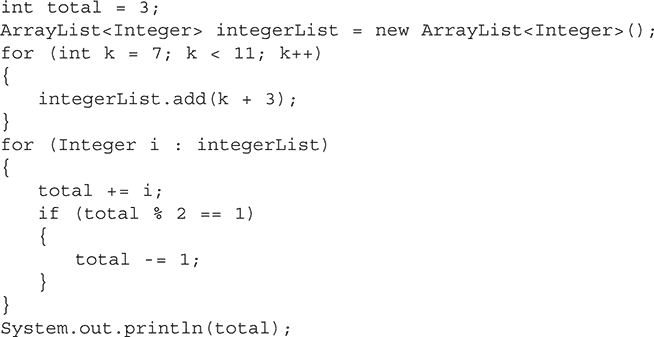 int total = 3;
ArrayList<Integer> integerList = new ArrayList<Integer>();
for (int k = 7; k < 11; k++)
{
    integerList.add(k + 3);
}
for (Integer i : integerList)
{
    total += i;
    if (total % 2 == 1)
    {
        total -= 1;
    }
}
System.out.println(total);